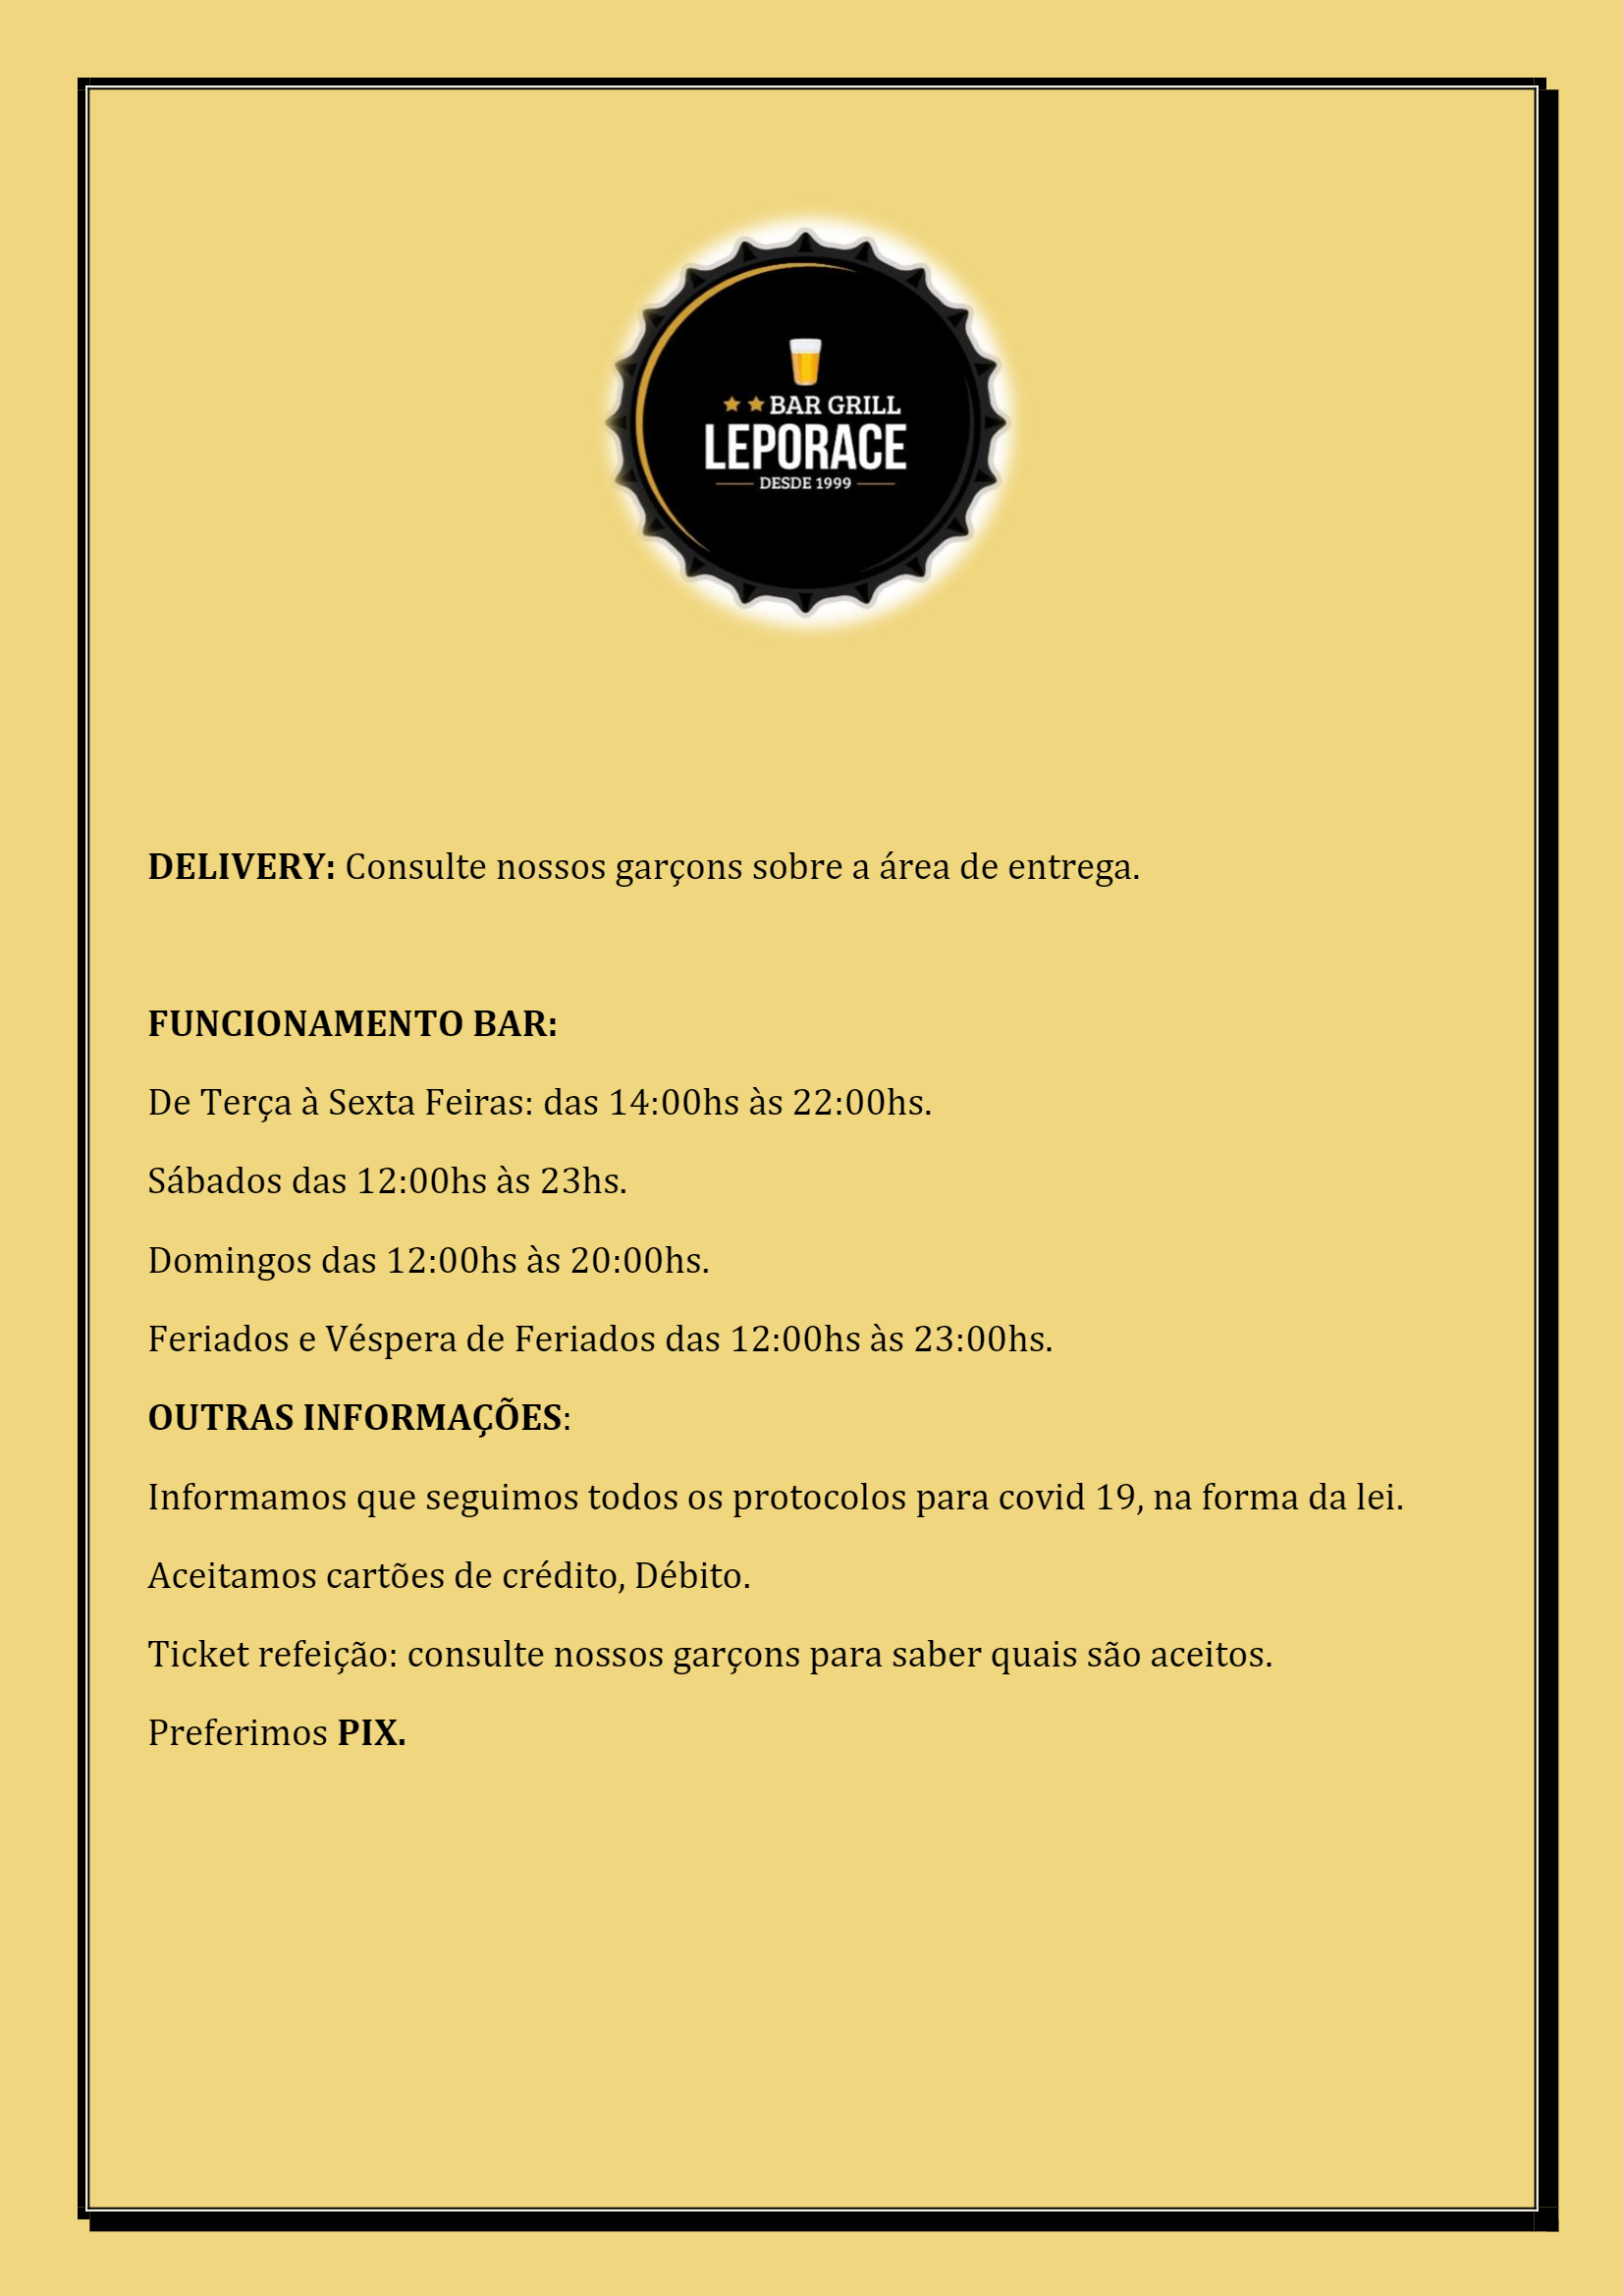 BAR GRILL
LEPORACE
DESDE 1999
DELIVERY: Consulte nossos garçons sobre a área de entrega.
FUNCIONAMENTO BAR:
De Terça à Sexta Feiras: das 14:00hs às 22:00hs.
Sábados das 12:00hs às 23hs.
Domingos das 12:00hs às 20:00hs.
Feriados e Véspera de Feriados das 12:00hs às 23:00hs.
OUTRAS INFORMAÇÕES:
Informamos que seguimos todos os protocolos para covid 19, na forma da lei.
Aceitamos cartões de crédito, Débito.
Ticket refeição: consulte nossos garçons para saber quais são aceitos.
Preferimos PIX.